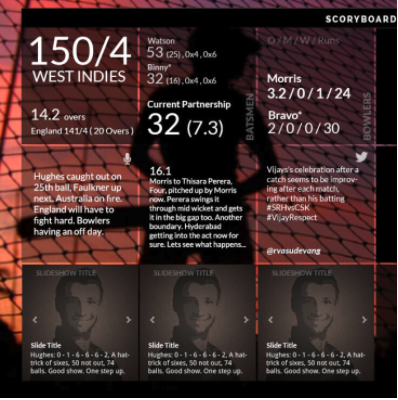 SCORYBOARD
150/4
WEST INDIES
14.2 overs
England 141/4 ( 20 Overs )
Watson
53 (25) , 0x4 , 0x6
Binny*
32 (16) , 0x4 , 0x6
Current Partnership
32 (7.3)
BATSMEN
O / M / W / Runs
Morris
3.2 / 0 / 1 / 24
Bravo*
2 / 0 / 0 / 30
BOWLERS
Hughes caught out on
25th ball, Faulkner up
next, Australia on fire.
England will have to
fight hard. Bowlers
having an off day.
16.1
Morris to Thisara Perera,
Four, pitched up by Morris
now. Perera swings it
through mid wicket and gets
it in the big gap too. Another
boundary. Hyderabad
getting into the act now for
sure. Lets see what happens...
Vijays's celebration after a
catch seems to be improv-
ing after each match,
rather than his batting
#SRHvsCSK
#VijayRespect
@rvasudevang
SLIDESHOW TITLE
Slide Title
Hughes: 0 - 1 - 6 - 6 - 6 - 2, A hat-
trick of sixes, 50 not out, 74
balls. Good show. One step up.
SLIDESHOW TITLE
Slide Title
Hughes: 0 - 1 - 6 - 6 - 6 - 2, A hat-
trick of sixes, 50 not out, 74
balls. Good show. One step up.
SLIDESHOW TITLE
Slide Title
Hughes: 0 - 1 - 6 - 6 - 6 - 2, A hat-
trick of sixes, 50 not out, 74
balls. Good show. One step up.